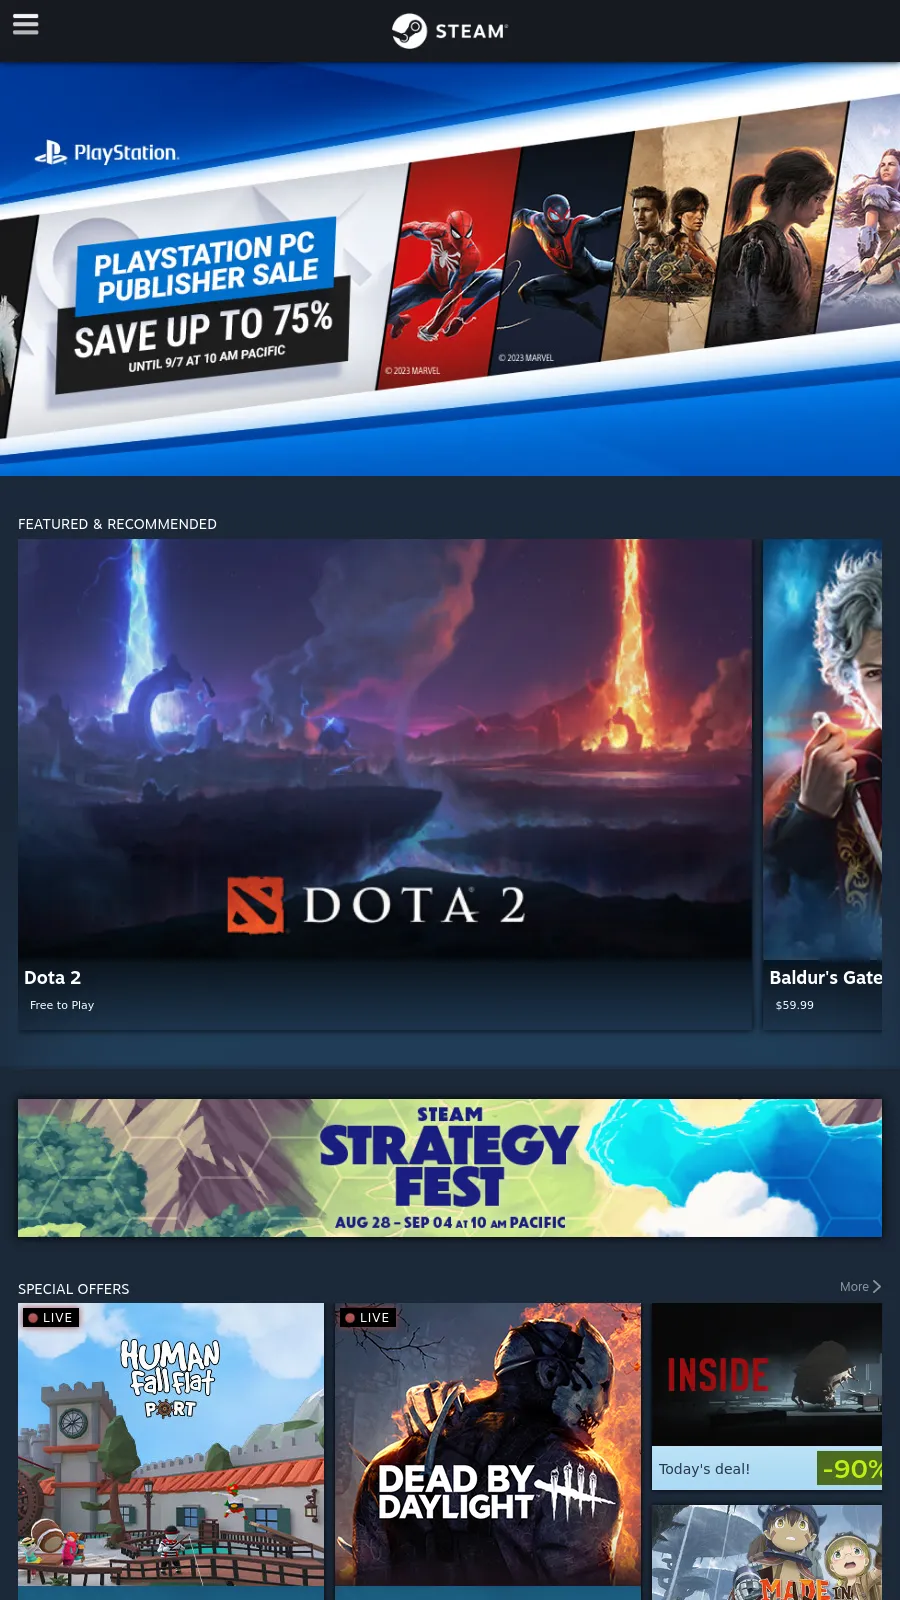 STEAM®
PlayStation.
PLAYSTATION PC
PUBLISHER SALE
SAVE UP TO 75%
UNTIL 9/7 AT 10 AM PACIFIC
© 2023 MARVEL
© 2023 MARVEL
FEATURED & RECOMMENDED
DOTA 2
Dota 2
Free to Play
Baldur's Gate
$59.99
STEAM
STRATEGY
FEST
AUG 28 – SEP 04 AT 10 AM PACIFIC
SPECIAL OFFERS
More
LIVE
HUMAN
fall flat
PORT
LIVE
DEAD BY
DAYLIGHT
INSIDE
Today's deal!
-90%
MADE IN